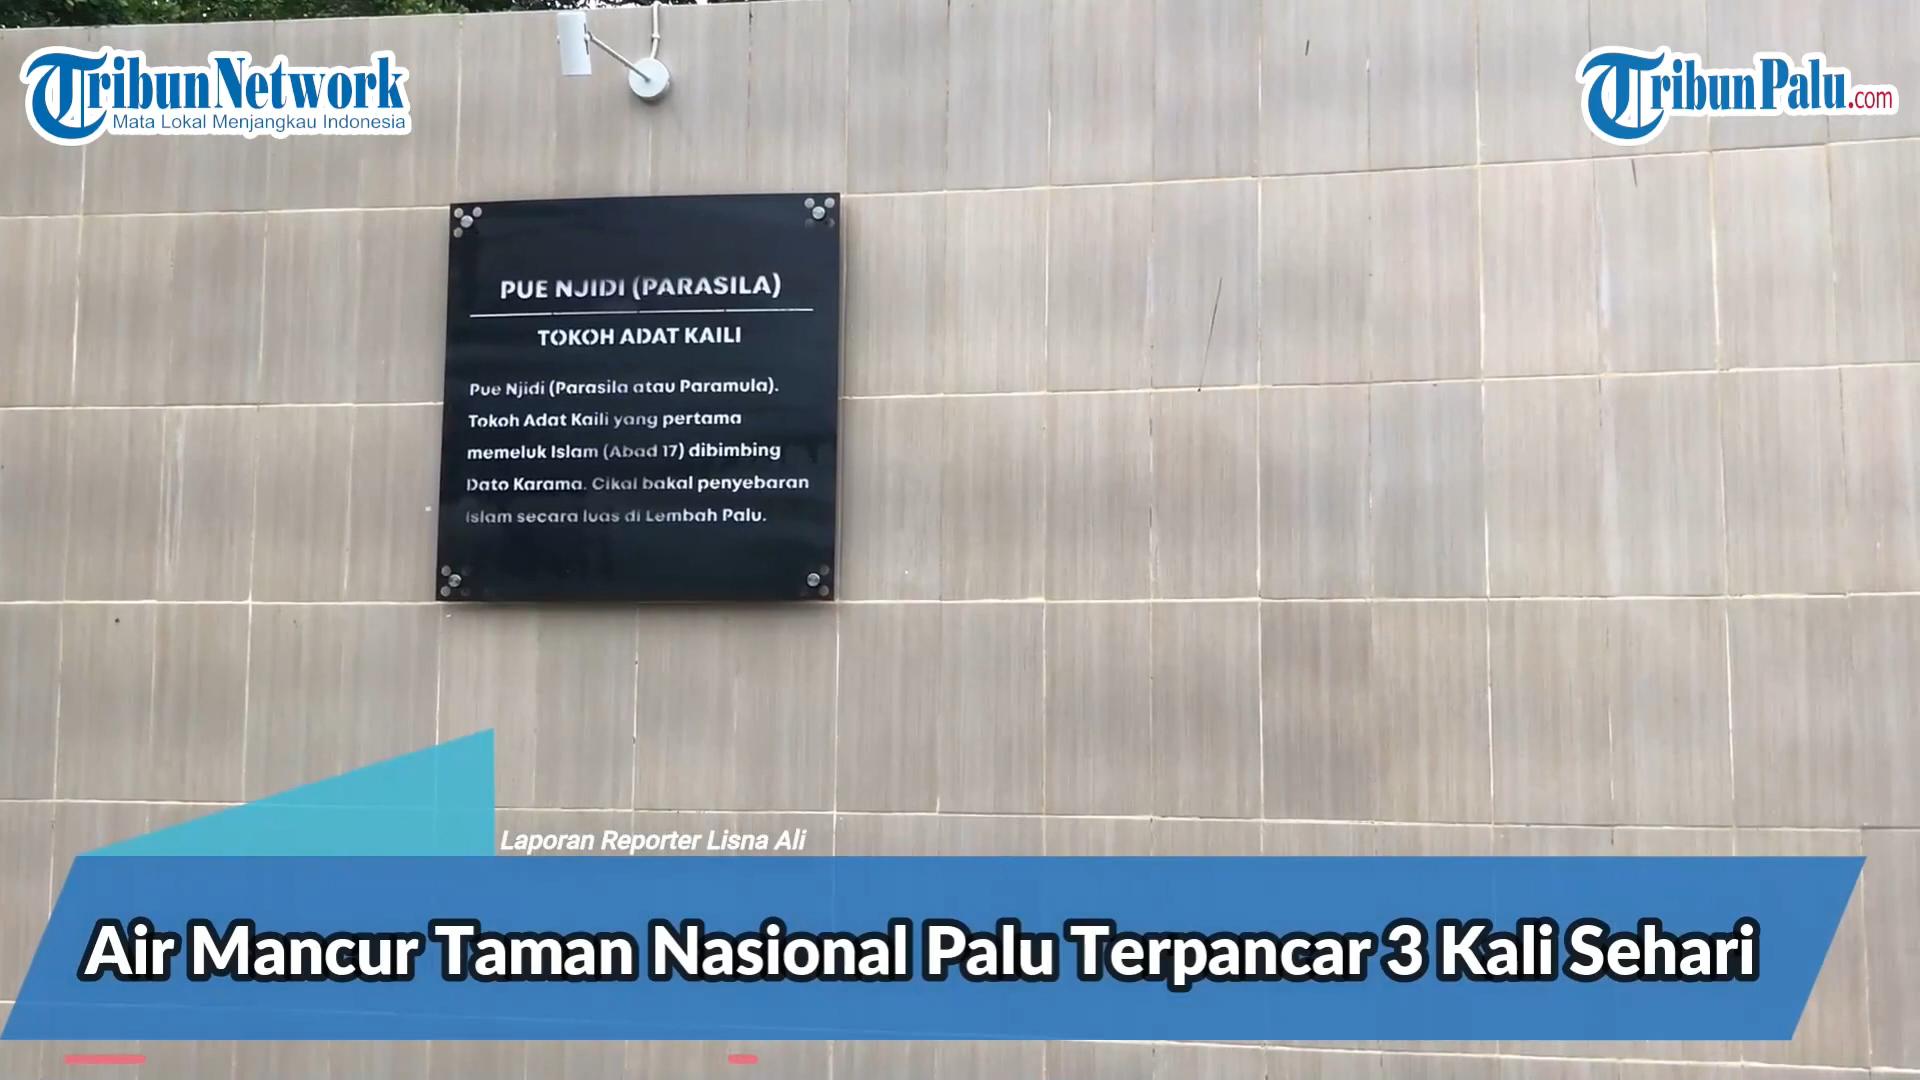 TribunNetwork
Mata Lokal Menjangkau Indonesia
TribunPalu.com
PUE NJIDI (PARASILA)
TOKOH ADAT KAILI
Pue Njidi (Parasila atau Paramula).
Tokoh Adat Kaili yang pertama
memeluk Islam (Abad 17) dibimbing
Dato Karama. Cikal bakal penyebaran
Islam secara luas di Lembah Palu.
Laporan Reporter Lisna Ali
Air Mancur Taman Nasional Palu Terpancar 3 Kali Sehari